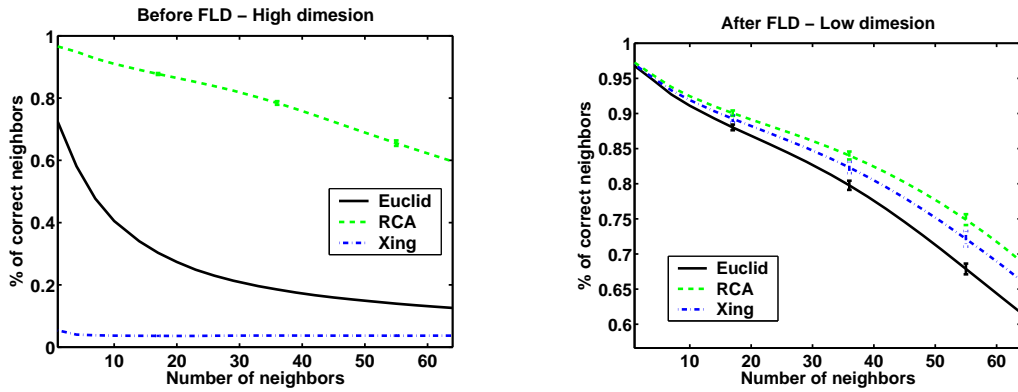 Before FLD – High dimesion
1
0.8
0.6
0.4
0.2
0
% of correct neighbors
10 20 30 40 50 60
Number of neighbors
Euclid
RCA
Xing
After FLD – Low dimesion
1
0.95
0.9
0.85
0.8
0.75
0.7
0.65
0.6
% of correct neighbors
10 20 30 40 50 60
Number of neighbors
Euclid
RCA
Xing